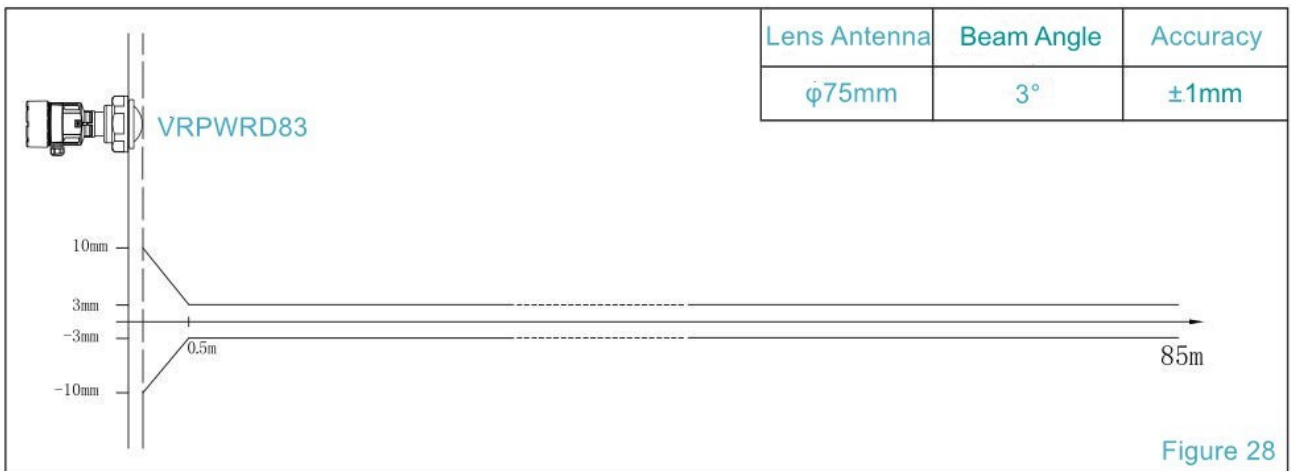 Lens Antenna Beam Angle Accuracy
φ75mm 3° ±1mm
VRPWRD83
10mm
3mm
-3mm
0.5m
85m
-10mm
Figure 28